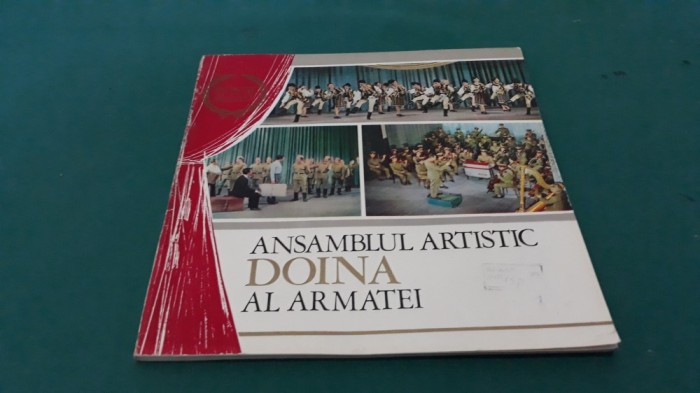 ANSAMBLUL ARTISTIC
DOINA
AL ARMATEI